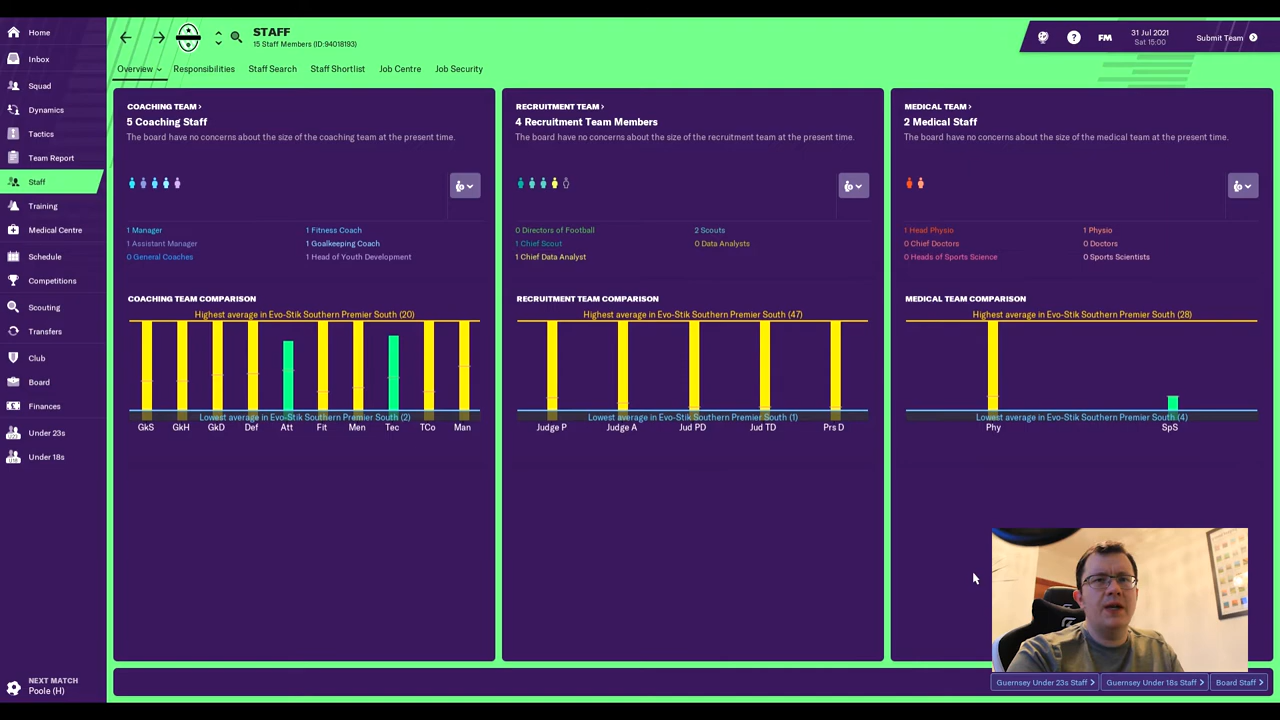 Home
Inbox
Squad
Dynamics
Tactics
Team Report
Staff
Training
Medical Centre
Schedule
Competitions
Scouting
Transfers
Club
Board
Finances
Under 23s
Under 18s
NEXT MATCH
Poole (H)
STAFF
15 Staff Members (ID:94018193)
? FM
31 Jul 2021
Sat 15:00
Submit Team
Overview Responsibilities Staff Search Staff Shortlist Job Centre Job Security
COACHING TEAM
5 Coaching Staff
The board have no concerns about the size of the coaching team at the present time.
1 Manager
1 Assistant Manager
0 General Coaches
1 Fitness Coach
1 Goalkeeping Coach
1 Head of Youth Development
COACHING TEAM COMPARISON
Highest average in Evo-Stik Southern Premier South (20)
Lowest average in Evo-Stik Southern Premier South (2)
GkS GkH GkD Def Att Fit Men Tec TCo Man
RECRUITMENT TEAM
4 Recruitment Team Members
The board have no concerns about the size of the recruitment team at the present time.
0 Directors of Football
1 Chief Scout
1 Chief Data Analyst
2 Scouts
0 Data Analysts
RECRUITMENT TEAM COMPARISON
Highest average in Evo-Stik Southern Premier South (47)
Lowest average in Evo-Stik Southern Premier South (1)
Judge P Judge A Jud PD Jud TD Prs D
MEDICAL TEAM
2 Medical Staff
The board have no concerns about the size of the medical team at the present time.
1 Head Physio
0 Chief Doctors
0 Heads of Sports Science
1 Physio
0 Doctors
0 Sports Scientists
MEDICAL TEAM COMPARISON
Highest average in Evo-Stik Southern Premier South (28)
Lowest average in Evo-Stik Southern Premier South (4)
Phy SpS
Guernsey Under 23s Staff Guernsey Under 18s Staff Board Staff